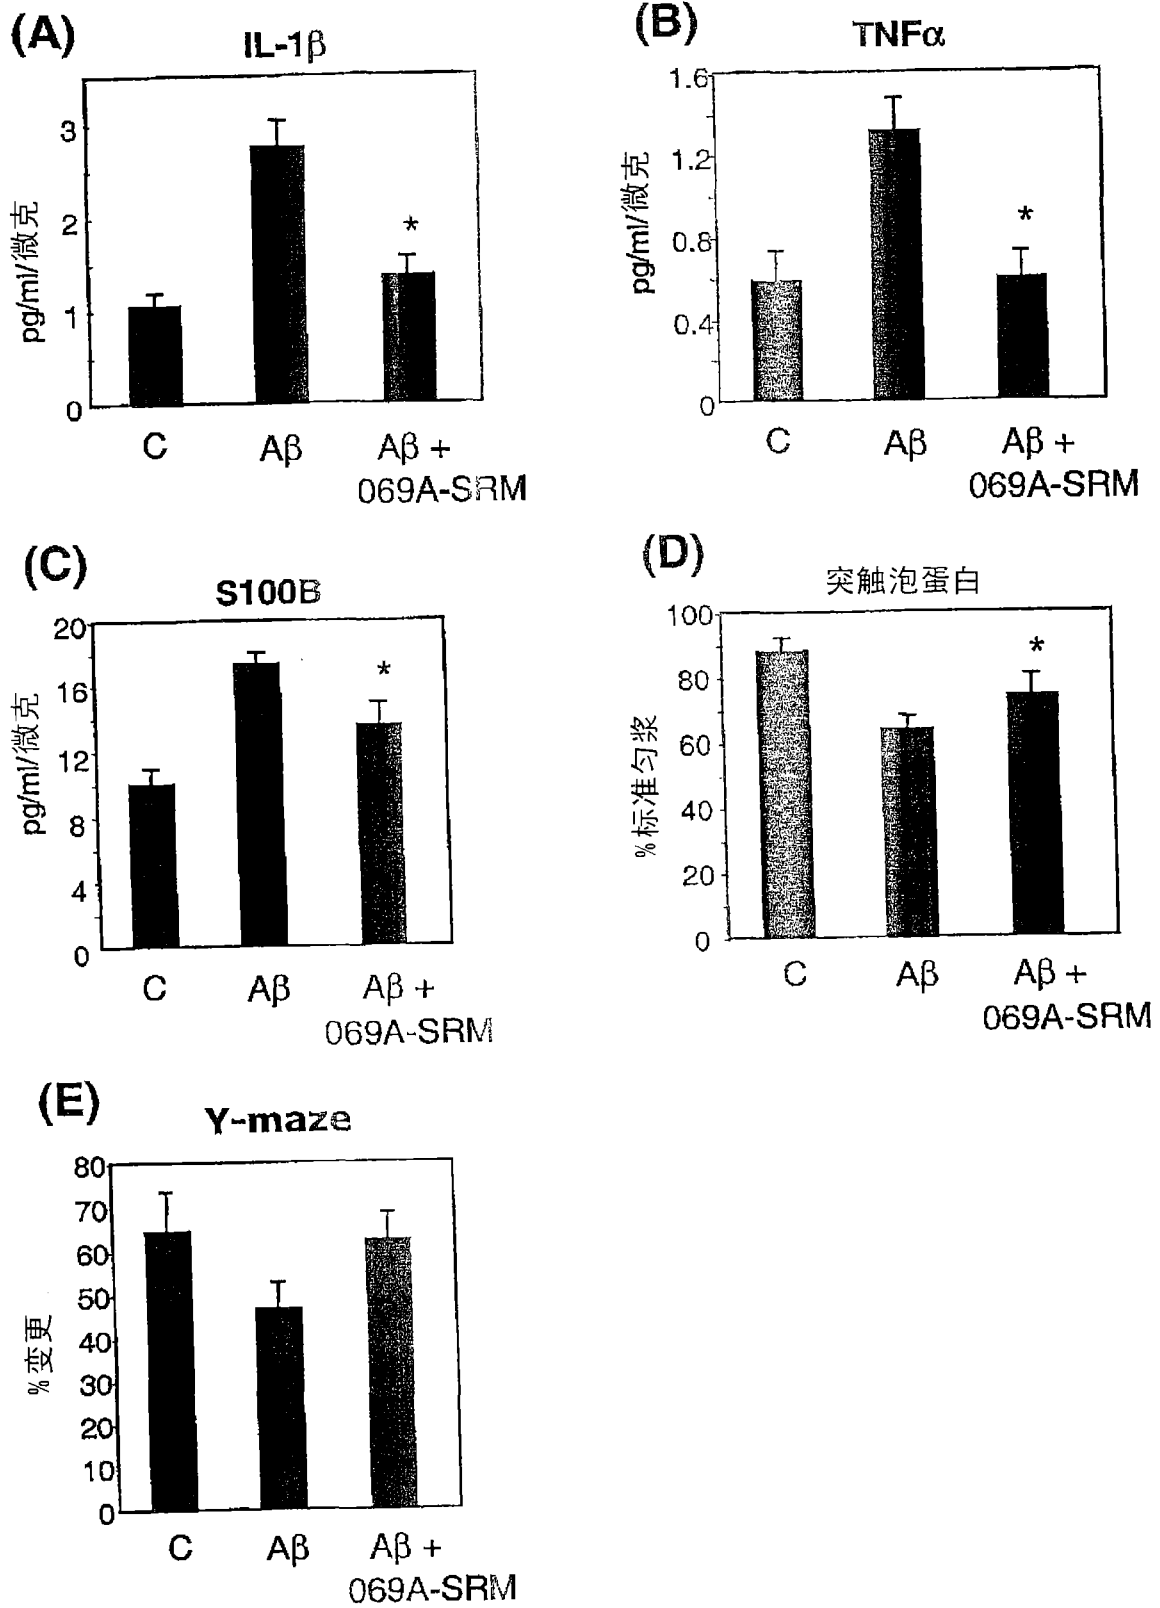 (A)
IL-1β
3
2
1
0
pg/ml/微克
*
C
Aβ
Aβ +
069A-SRM
(B)
TNFα
1.6
1.2
0.8
0.4
0
pg/ml/微克
*
C
Aβ
Aβ +
069A-SRM
(C)
S100B
20
16
12
8
4
0
pg/ml/微克
*
C
Aβ
Aβ +
069A-SRM
(D)
突触泡蛋白
100
80
60
40
20
0
%标准匀浆
*
C
Aβ
Aβ +
069A-SRM
(E)
Y-maze
80
70
60
50
40
30
20
10
0
%变更
C
Aβ
Aβ +
069A-SRM